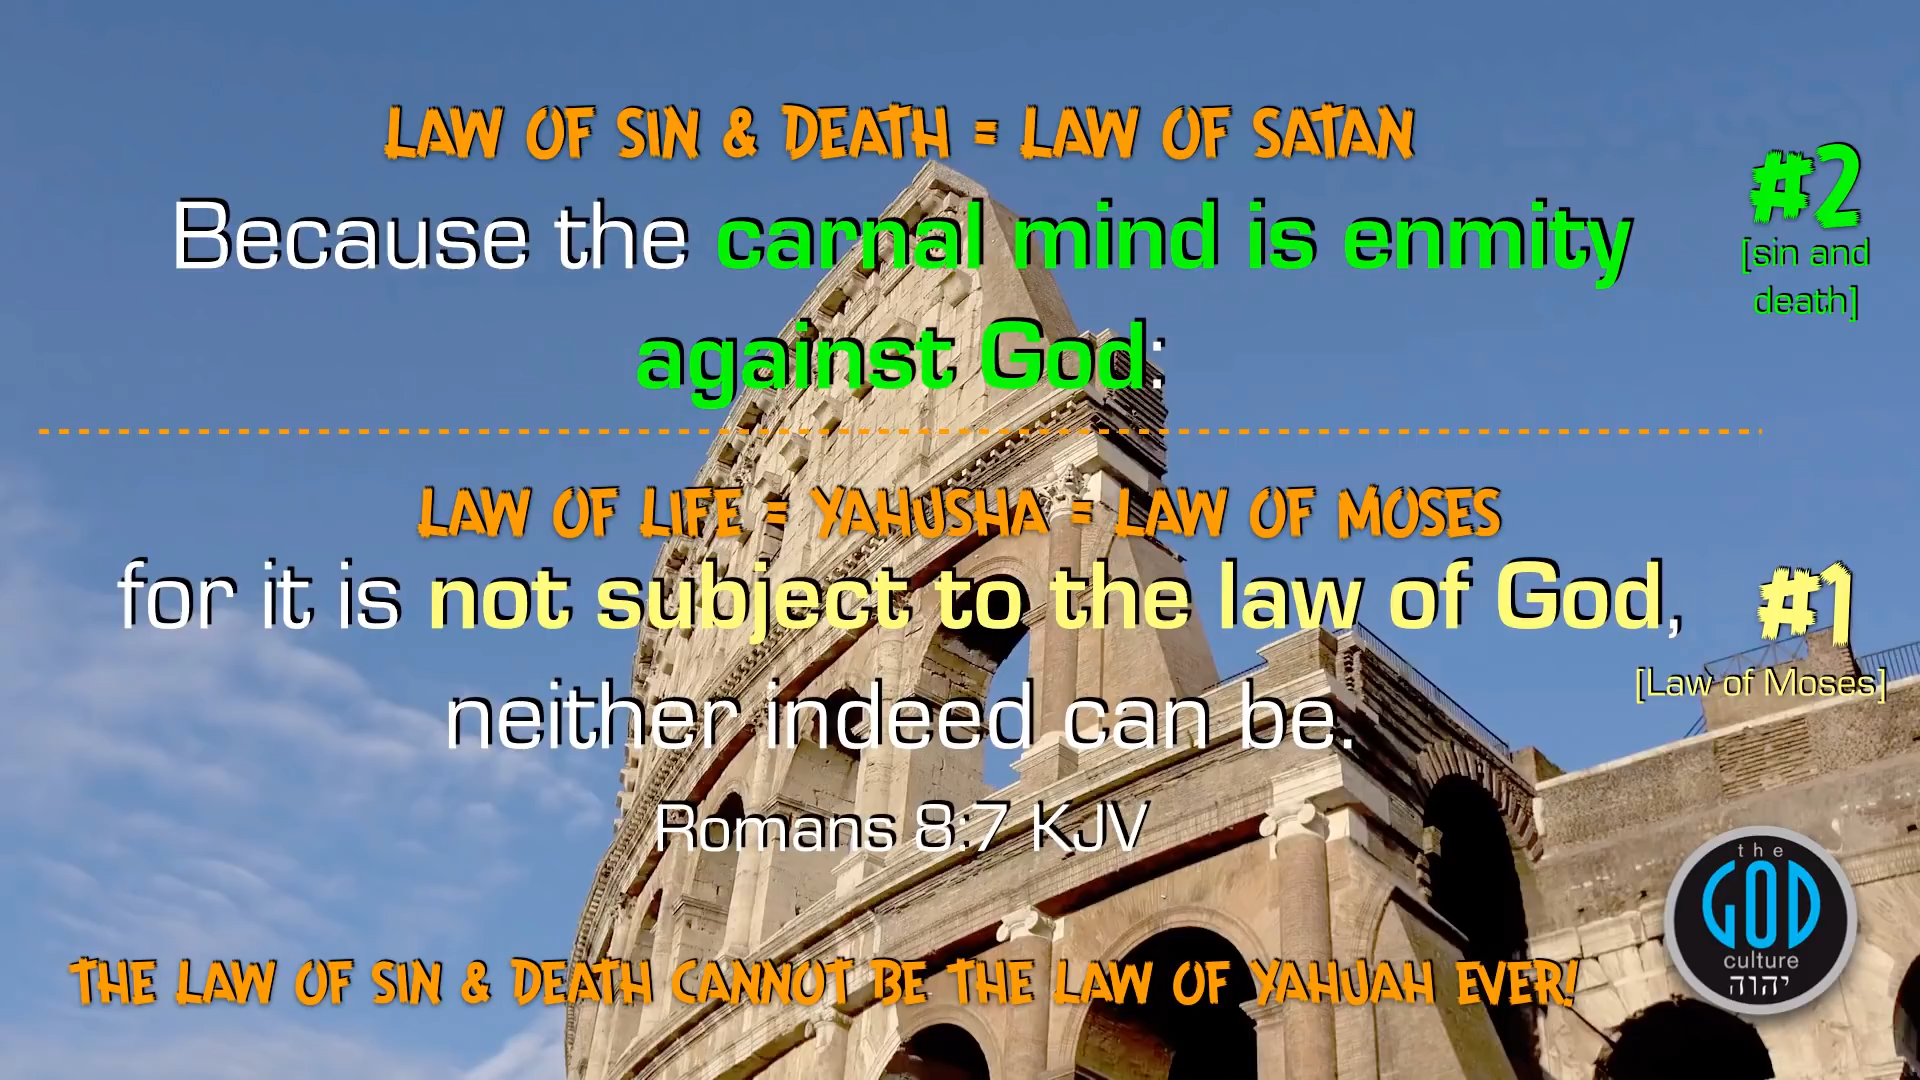 LAW OF SIN & DEATH = LAW OF SATAN
#2
Because the carnal mind is enmity
[sin and
death]
against God:
LAW OF LIFE = YAHUSHA = LAW OF MOSES
for it is not subject to the law of God,
#1
[Law of Moses]
neither indeed can be.
Romans 8:7 KJV
the
GOD
culture
יהוה
THE LAW OF SIN & DEATH CANNOT BE THE LAW OF YAHUAH EVER!